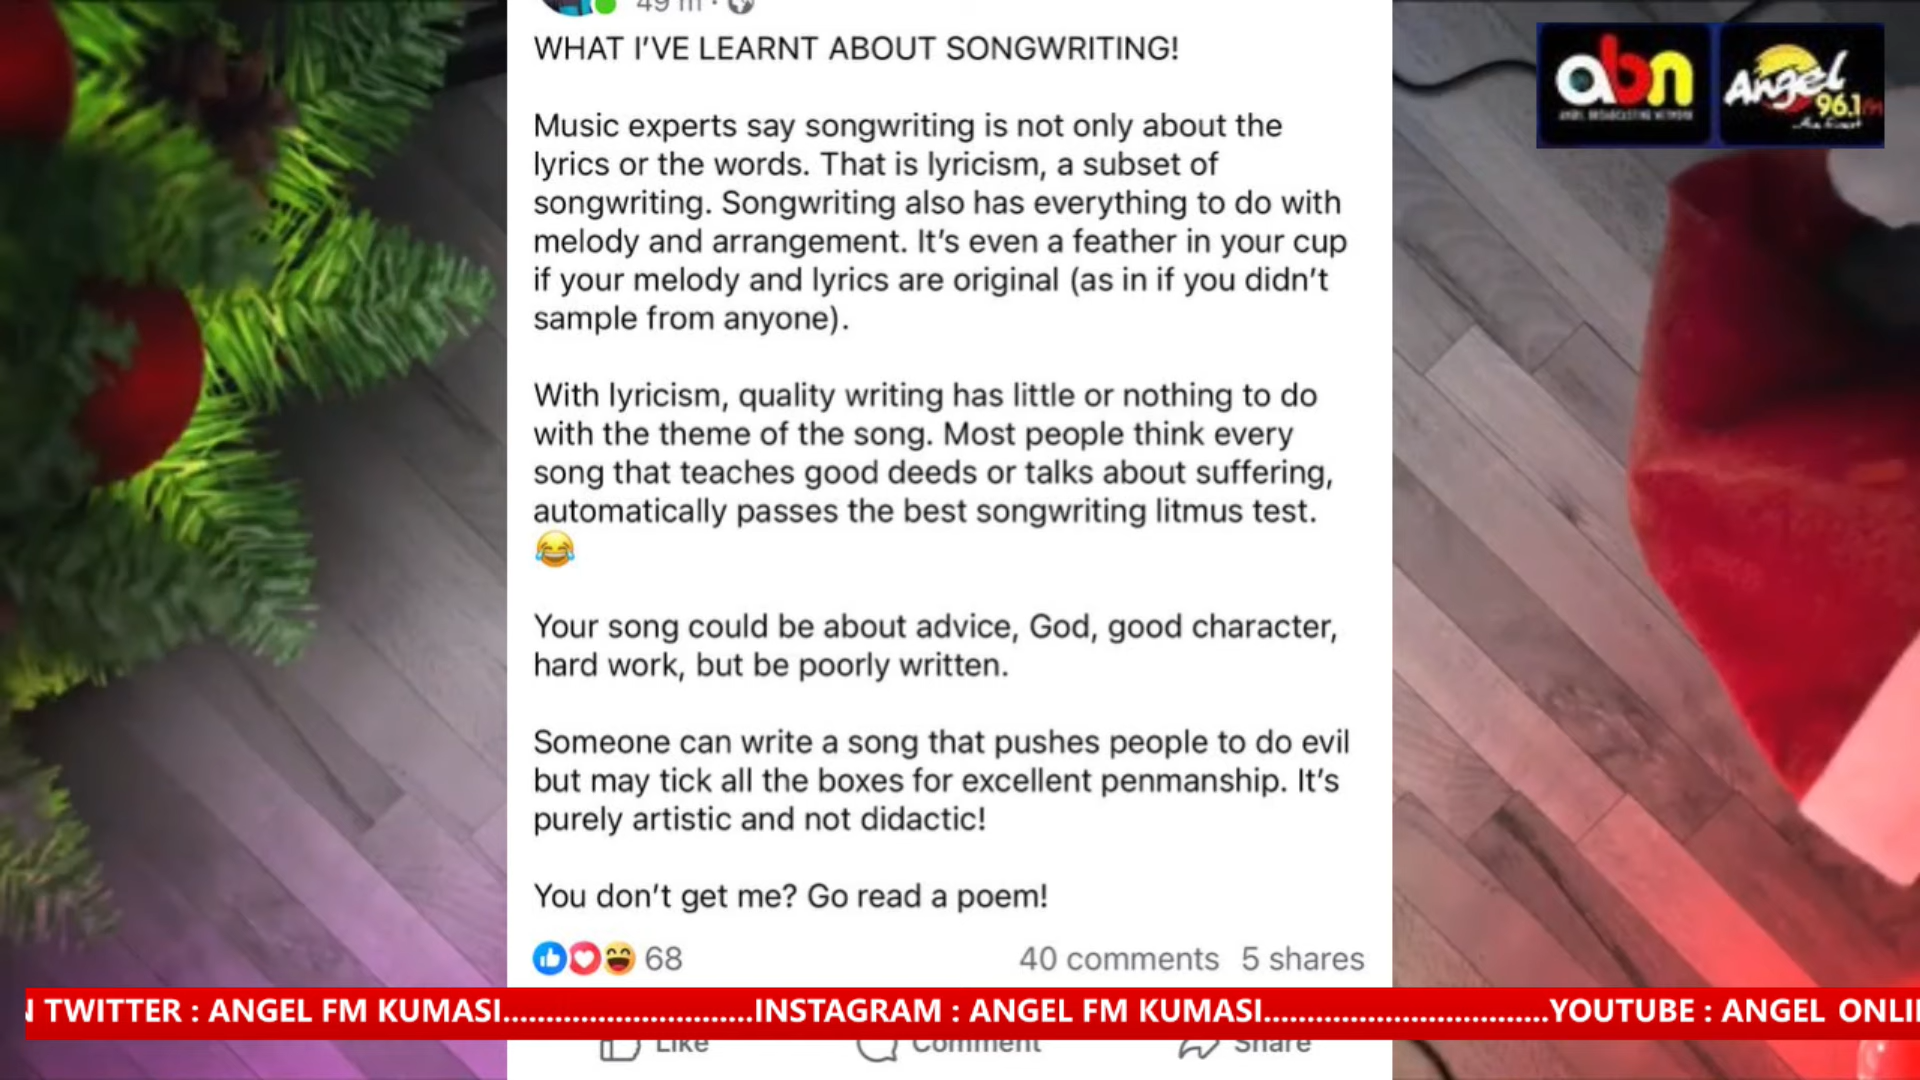 49 m
abn
ANGEL BROADCASTING NETWORK
Angel
96.1
WHAT I'VE LEARNT ABOUT SONGWRITING!
Music experts say songwriting is not only about the
lyrics or the words. That is lyricism, a subset of
songwriting. Songwriting also has everything to do with
melody and arrangement. It's even a feather in your cup
if your melody and lyrics are original (as in if you didn't
sample from anyone).
With lyricism, quality writing has little or nothing to do
with the theme of the song. Most people think every
song that teaches good deeds or talks about suffering,
automatically passes the best songwriting litmus test.
😂
Your song could be about advice, God, good character,
hard work, but be poorly written.
Someone can write a song that pushes people to do evil
but may tick all the boxes for excellent penmanship. It's
purely artistic and not didactic!
You don't get me? Go read a poem!
68 40 comments 5 shares
TWITTER : ANGEL FM KUMASI.............................INSTAGRAM : ANGEL FM KUMASI.................................YOUTUBE : ANGEL ONLI
Like Comment Share